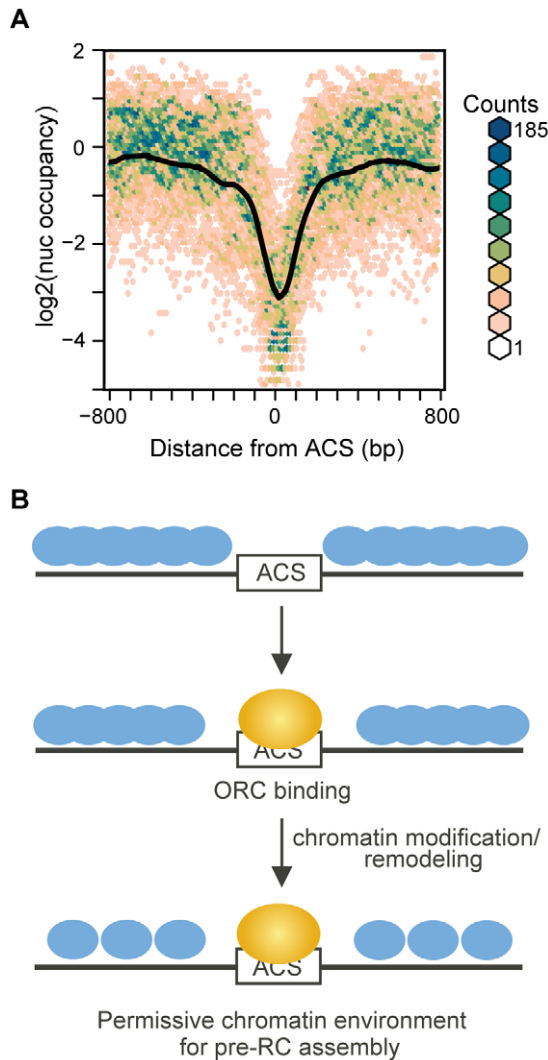 A
log2(nuc occupancy)
2
0
−2
−4
−800
0
800
Distance from ACS (bp)
Counts
185
1
B
ACS
ACS
ORC binding
chromatin modification/
remodeling
ACS
Permissive chromatin environment
for pre-RC assembly